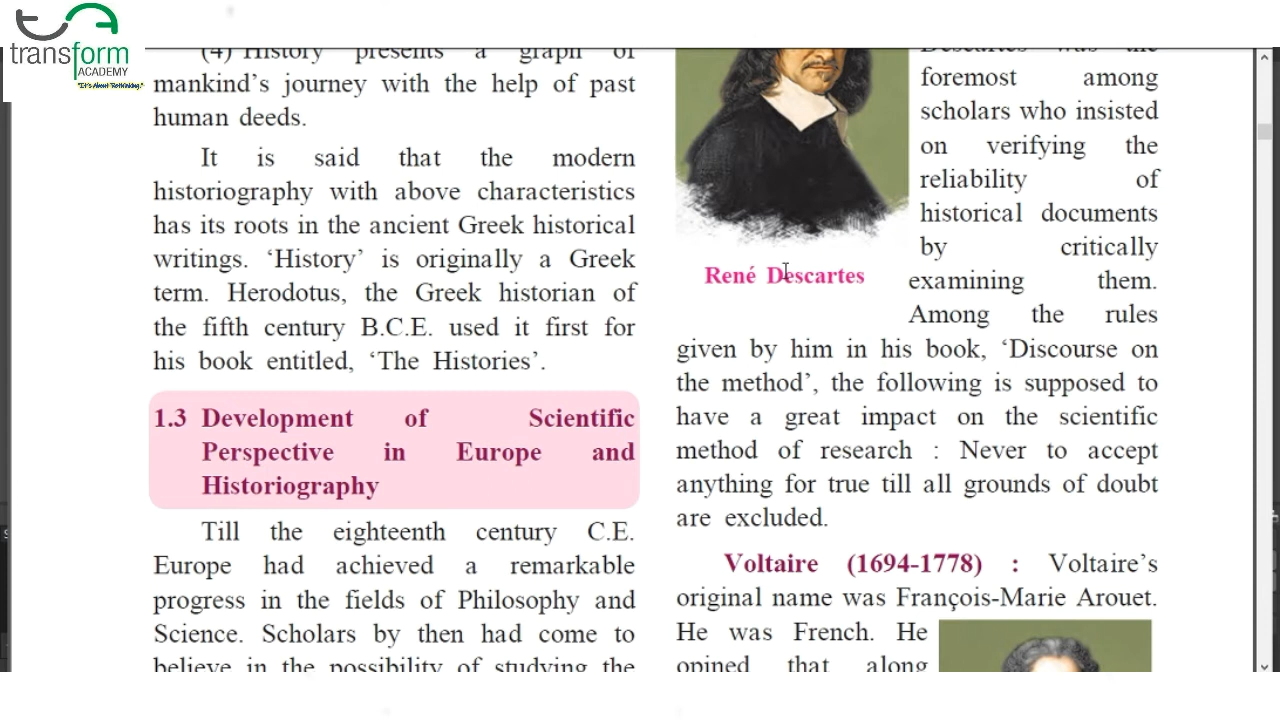 transform
ACADEMY
"It's About Rethinking."
(4) History presents a graph of
mankind's journey with the help of past
human deeds.
It is said that the modern
historiography with above characteristics
has its roots in the ancient Greek historical
writings. ‘History’ is originally a Greek
term. Herodotus, the Greek historian of
the fifth century B.C.E. used it first for
his book entitled, ‘The Histories’.
1.3 Development of Scientific
Perspective in Europe and
Historiography
Till the eighteenth century C.E.
Europe had achieved a remarkable
progress in the fields of Philosophy and
Science. Scholars by then had come to
believe in the possibility of studying the
Descartes was the
foremost among
scholars who insisted
on verifying the
reliability of
historical documents
by critically
René Descartes
examining them.
Among the rules
given by him in his book, ‘Discourse on
the method’, the following is supposed to
have a great impact on the scientific
method of research : Never to accept
anything for true till all grounds of doubt
are excluded.
Voltaire (1694-1778) : Voltaire’s
original name was François-Marie Arouet.
He was French. He
opined that along